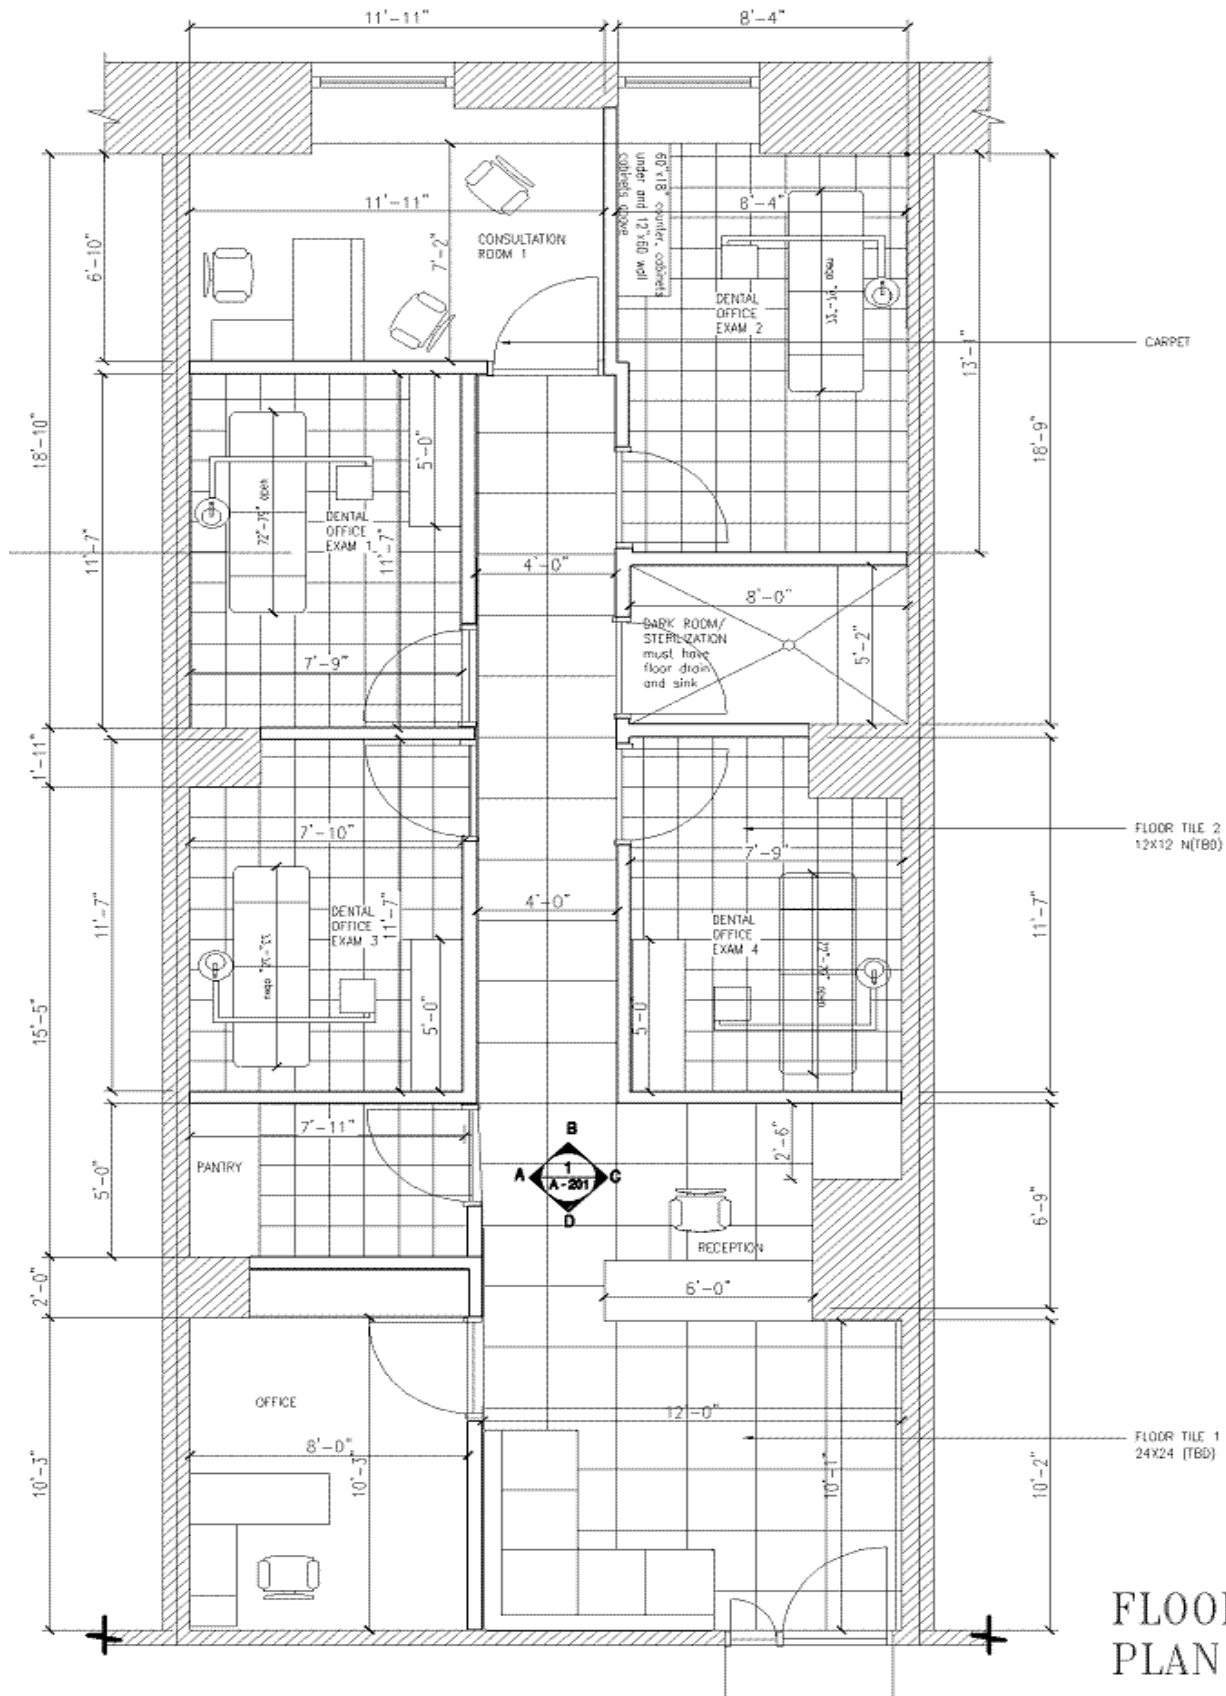 11'-11"
8'-4"
11'-11"
8'-4"
6'-10"
7'-2"
CONSULTATION
ROOM 1
60"x18" counter, cabinets
under and 12"x60 wall
cabinets above
DENTAL
OFFICE
EXAM 2
CARPET
13'-1"
18'-10"
18'-9"
5'-0"
72"-79" open
DENTAL
OFFICE
EXAM 1
11'-7"
11'-7"
4'-0"
8'-0"
DARK ROOM/
STERILIZATION
must have
floor drain
and sink
5'-2"
7'-9"
1'-11"
7'-10"
7'-9"
FLOOR TILE 2
12X12 N(TBD)
11'-7"
DENTAL
OFFICE
EXAM 3
11'-7"
4'-0"
DENTAL
OFFICE
EXAM 4
11'-7"
5'-0"
5'-0
15'-5"
7'-11"
PANTRY
5'-0"
B
A
1
A-201
C
D
2'-6"
6'-9"
RECEPTION
6'-0"
2'-0"
OFFICE
12'-0"
8'-0"
10'-3"
10'-3"
10'-1"
10'-2"
FLOOR TILE 1
24X24 (TBD)
PLAN